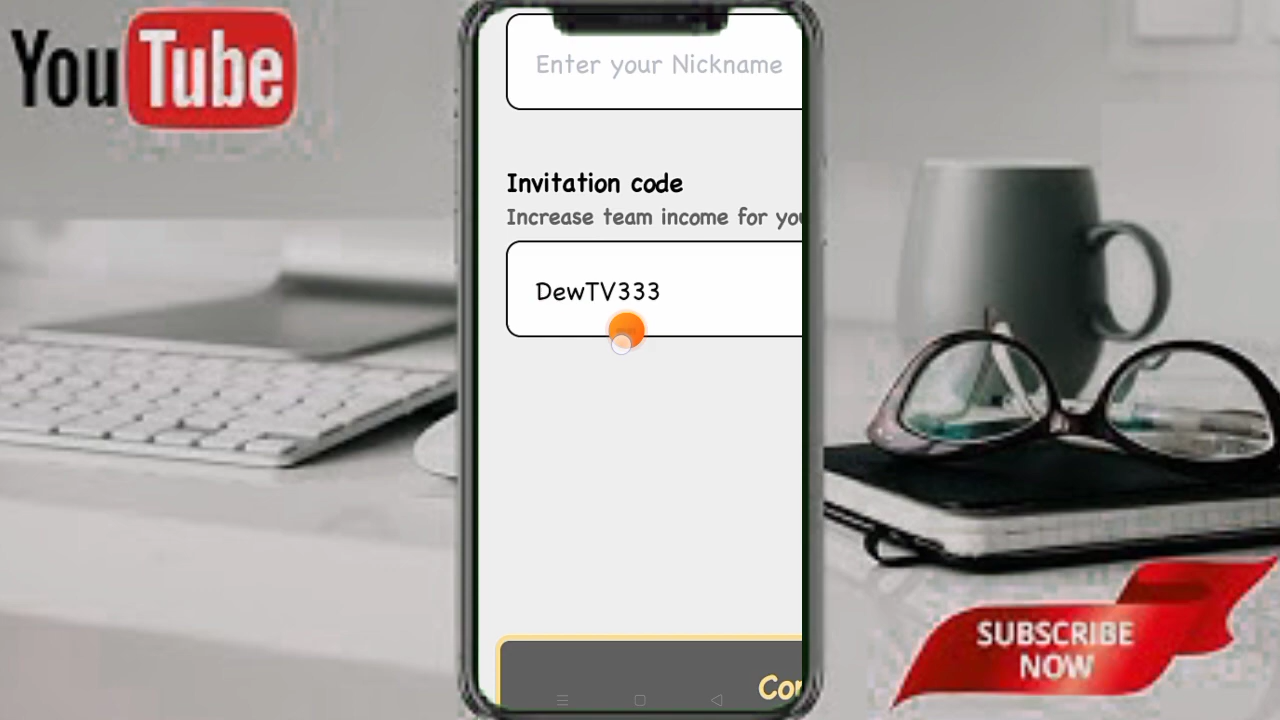 YouTube
Enter your Nickname
Invitation code
Increase team income for you
DewTV333
SUBSCRIBE
NOW